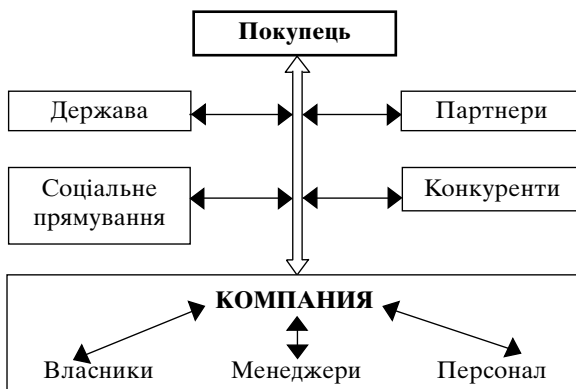 Покупець
Держава
Партнери
Соціальне
прямування
Конкуренти
КОМПАНИЯ
Власники
Менеджери
Персонал